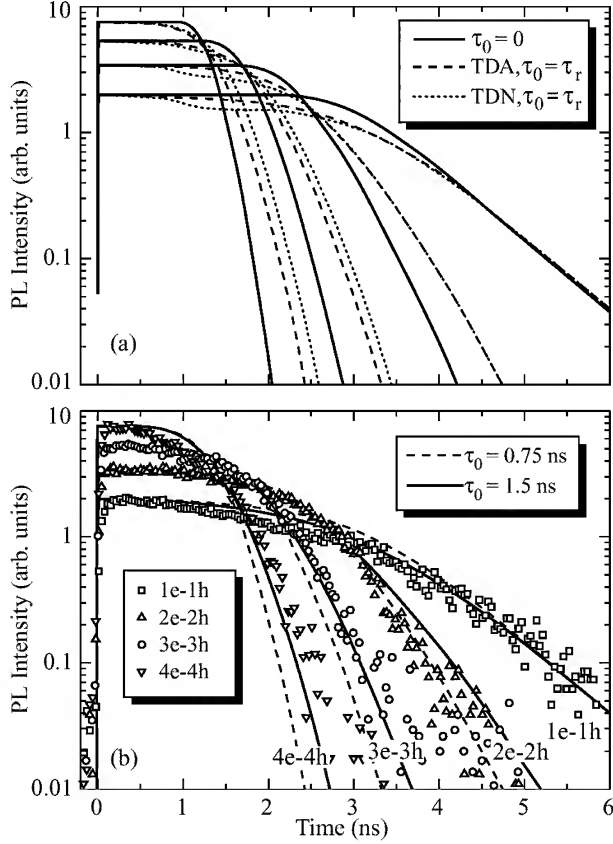 10
1
0.1
0.01
PL Intensity (arb. units)
τ0 = 0
TDA, τ0 = τr
TDN, τ0 = τr
(a)
10
1
0.1
0.01
PL Intensity (arb. units)
τ0 = 0.75 ns
τ0 = 1.5 ns
1e-1h
2e-2h
3e-3h
4e-4h
(b)
4e-4h
3e-3h
2e-2h
1e-1h
0 1 2 3 4 5 6
Time (ns)